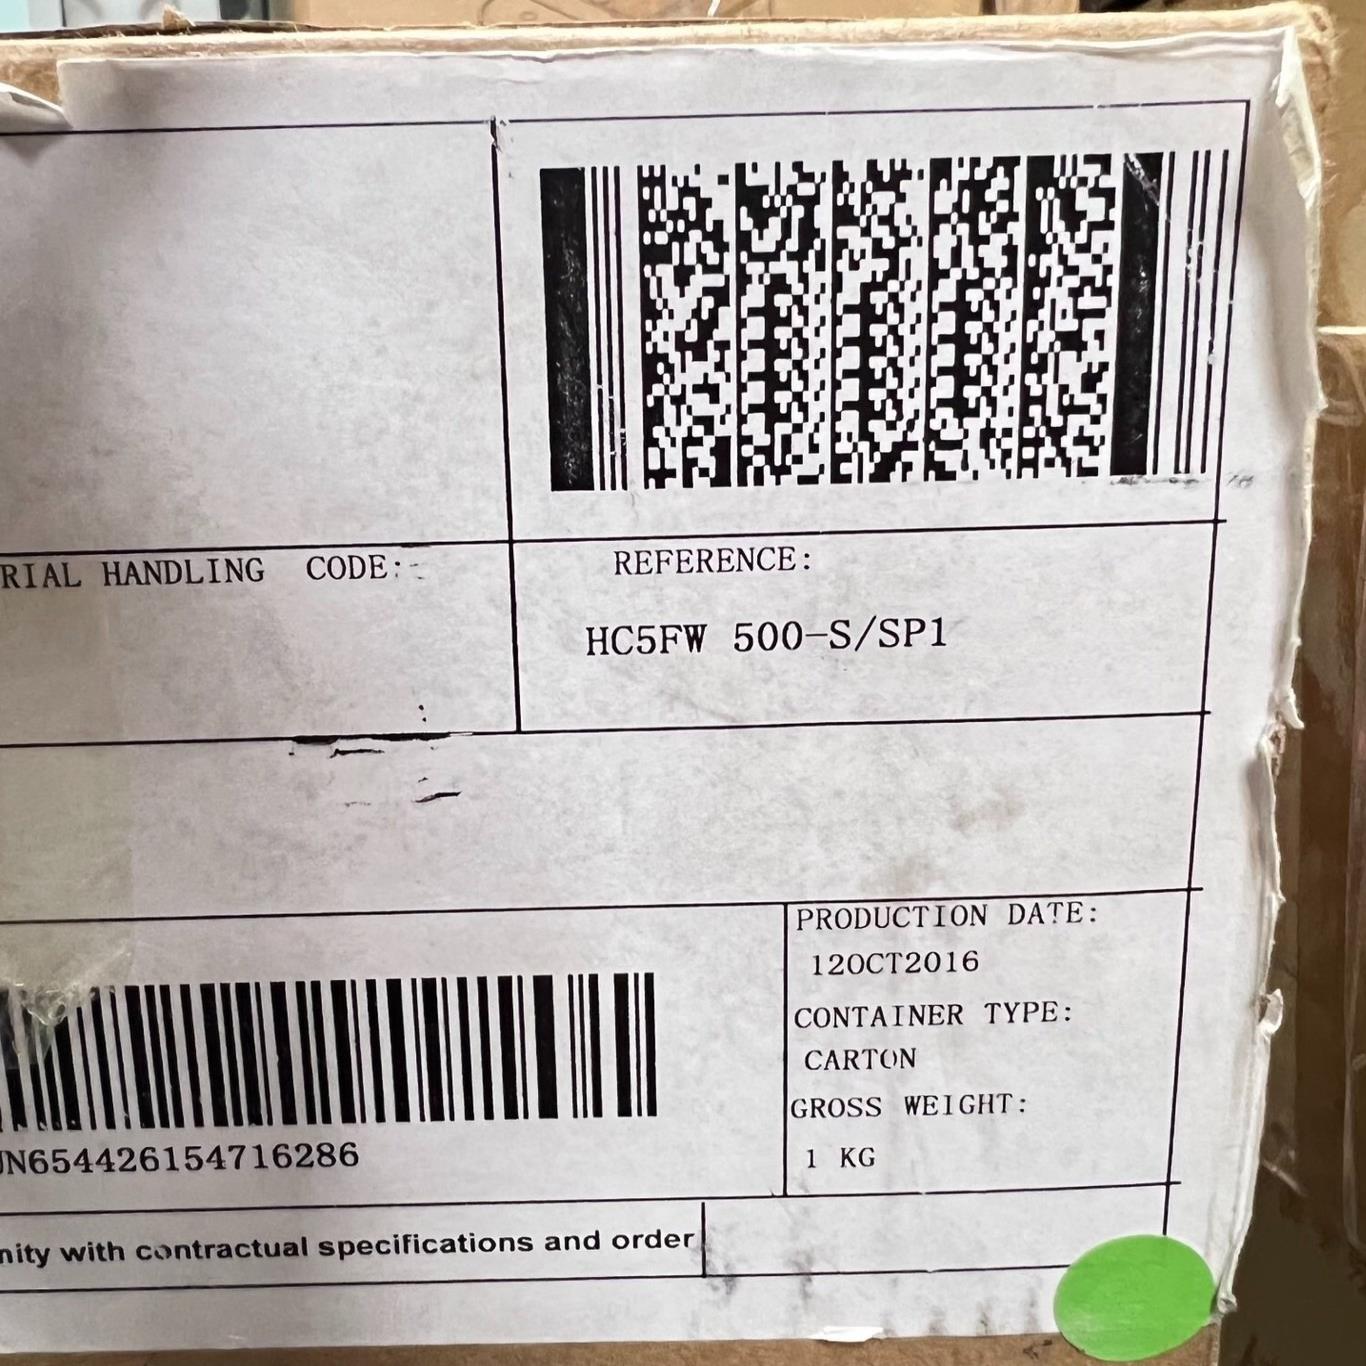 RIAL HANDLING CODE:
REFERENCE:
HC5FW 500-S/SP1
PRODUCTION DATE:
12OCT2016
CONTAINER TYPE:
CARTON
GROSS WEIGHT:
1 KG
UN654426154716286
nity with contractual specifications and order